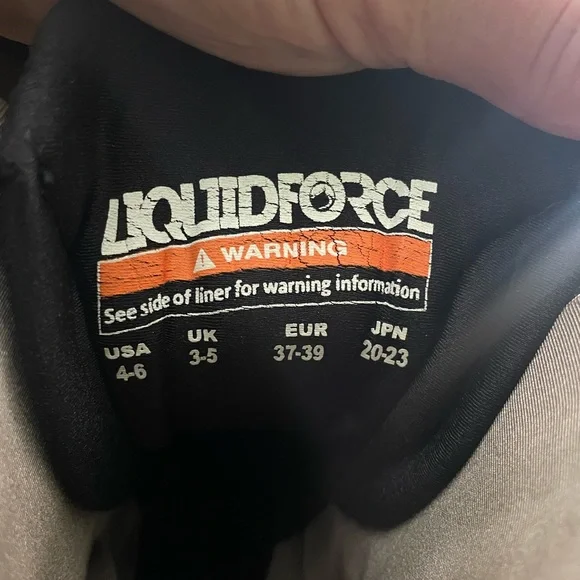 LIQUIDFORCE
⚠ WARNING
See side of liner for warning information
USA UK EUR JPN
4-6 3-5 37-39 20-23